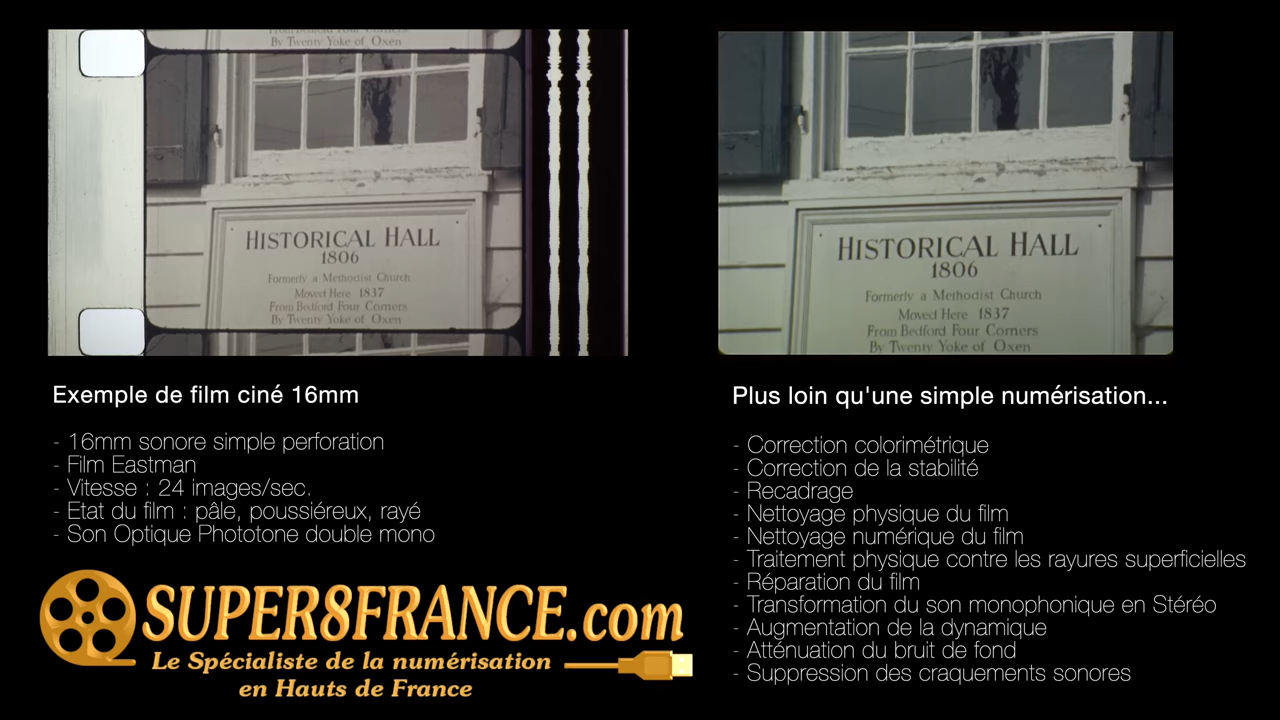 From Bedford Four Corners
By Twenty Yoke of Oxen
HISTORICAL HALL
1806
Formerly a Methodist Church
Moved Here 1837
From Bedford Four Corners
By Twenty Yoke of Oxen
HISTORICAL HALL
1806
Formerly a Methodist Church
Moved Here 1837
From Bedford Four Corners
By Twenty Yoke of Oxen
Exemple de film ciné 16mm
- 16mm sonore simple perforation
- Film Eastman
- Vitesse : 24 images/sec.
- Etat du film : pâle, poussiéreux, rayé
- Son Optique Phototone double mono
SUPER8FRANCE.com
Le Spécialiste de la numérisation
en Hauts de France
Plus loin qu'une simple numérisation...
- Correction colorimétrique
- Correction de la stabilité
- Recadrage
- Nettoyage physique du film
- Nettoyage numérique du film
- Traitement physique contre les rayures superficielles
- Réparation du film
- Transformation du son monophonique en Stéréo
- Augmentation de la dynamique
- Atténuation du bruit de fond
- Suppression des craquements sonores